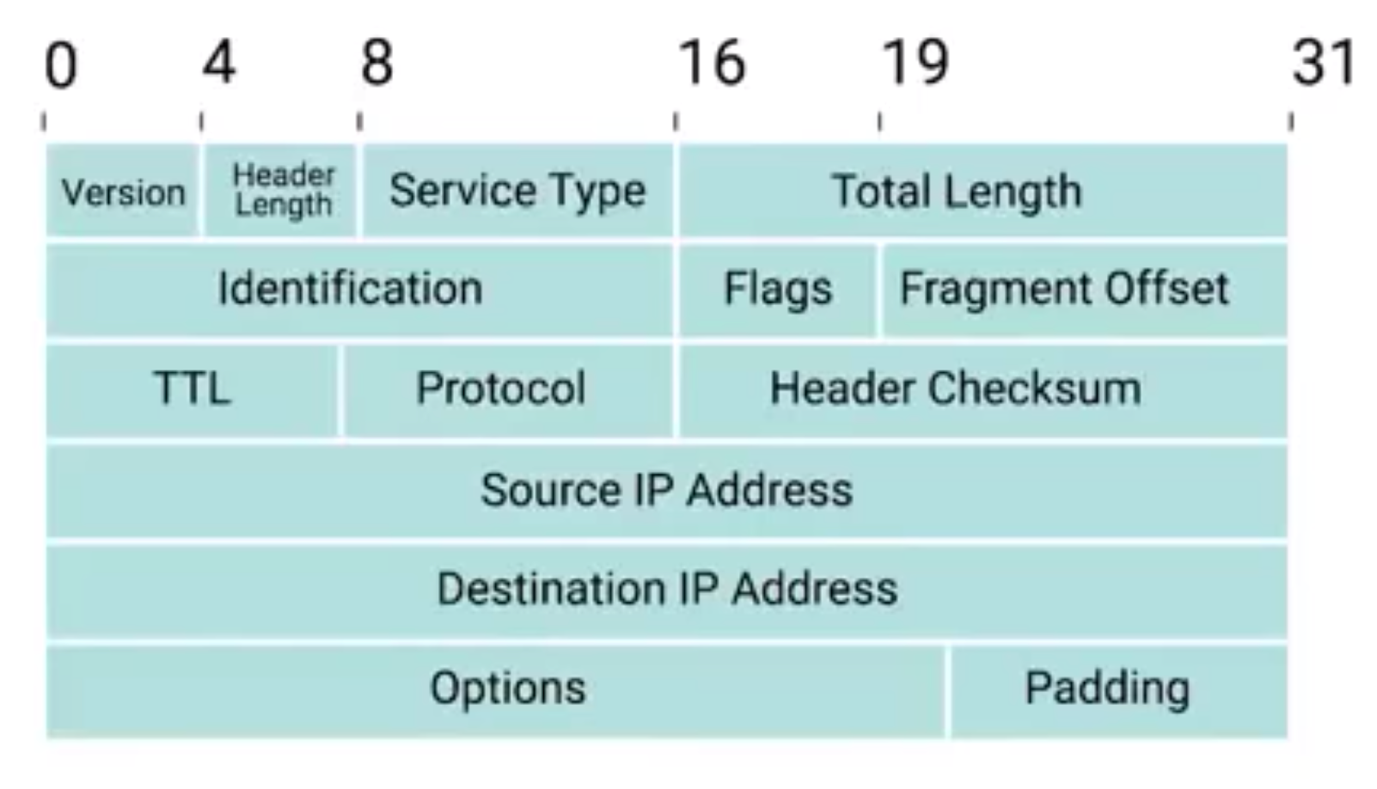 0 4 8 16 19 31
Version Header Length Service Type Total Length
Identification Flags Fragment Offset
TTL Protocol Header Checksum
Source IP Address
Destination IP Address
Options Padding